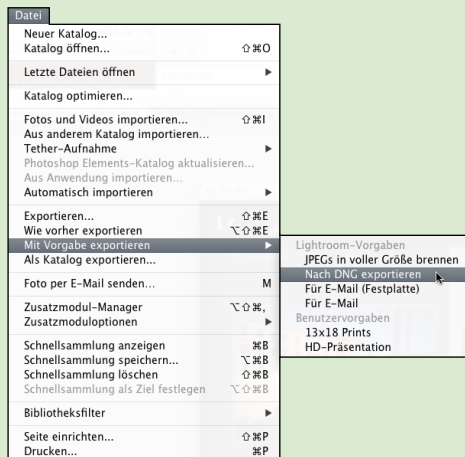 Datei
Neuer Katalog...
Katalog öffnen... ⇧⌘O
Letzte Dateien öffnen ▶
Katalog optimieren...
Fotos und Videos importieren... ⇧⌘I
Aus anderem Katalog importieren...
Tether-Aufnahme ▶
Photoshop Elements-Katalog aktualisieren...
Aus Anwendung importieren...
Automatisch importieren ▶
Exportieren... ⇧⌘E
Wie vorher exportieren ⌥⇧⌘E
Mit Vorgabe exportieren ▶
Als Katalog exportieren...
Foto per E-Mail senden... M
Zusatzmodul-Manager ⌥⇧⌘,
Zusatzmoduloptionen ▶
Schnellsammlung anzeigen ⌘B
Schnellsammlung speichern... ⌥⌘B
Schnellsammlung löschen ⇧⌘B
Schnellsammlung als Ziel festlegen ⌥⇧⌘B
Bibliotheksfilter ▶
Seite einrichten... ⇧⌘P
Drucken... ⌘P
Lightroom-Vorgaben
JPEGs in voller Größe brennen
Nach DNG exportieren
Für E-Mail (Festplatte)
Für E-Mail
Benutzervorgaben
13x18 Prints
HD-Präsentation